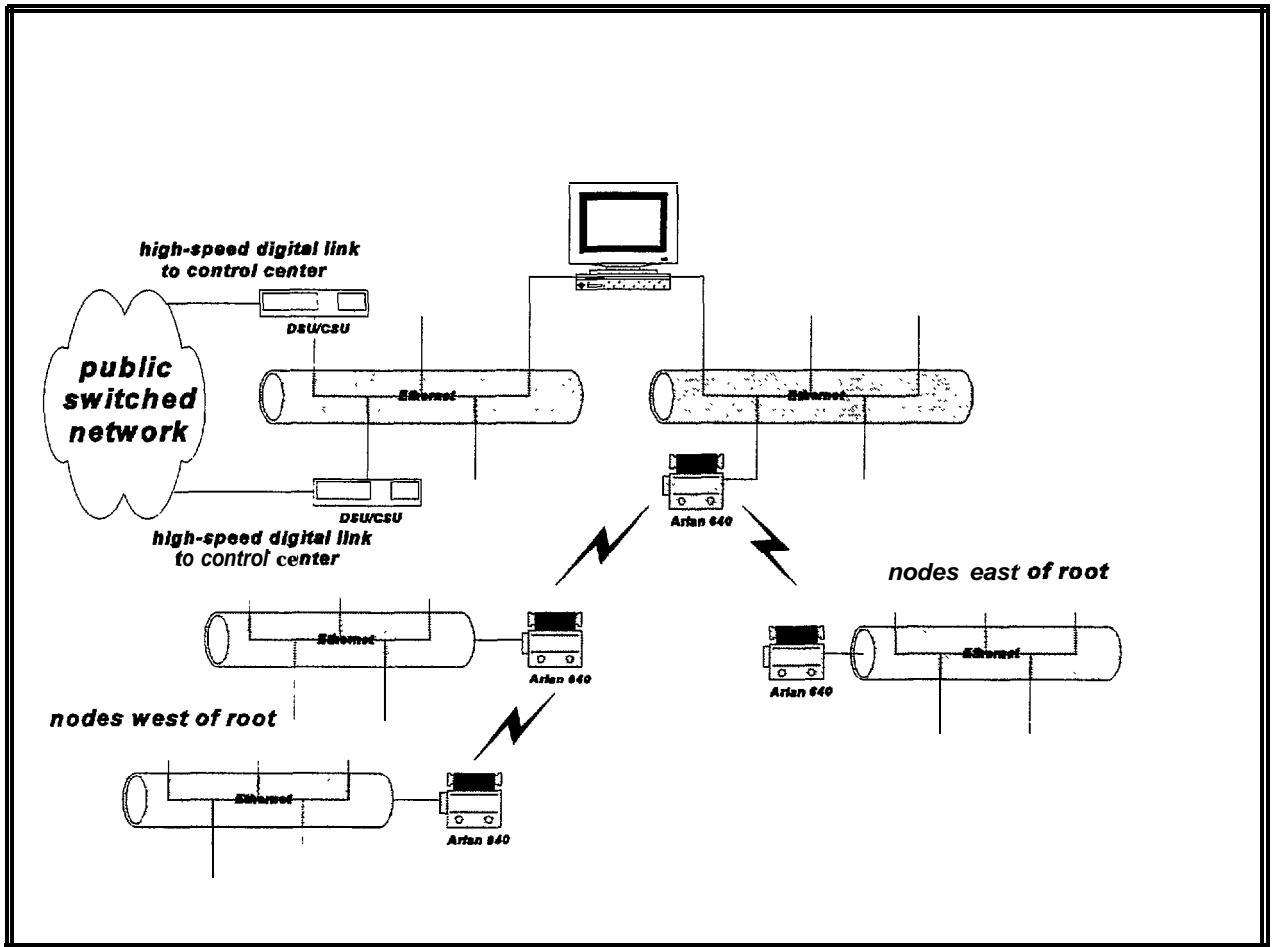 high-speed digital link
to control center
DSU/CSU
public
switched
network
Ethernet
Ethernet
DSU/CSU
high-speed digital link
to control center
Arlan 640
nodes east of root
Ethernet
Arlan 640
Ethernet
Arlan 640
nodes west of root
Ethernet
Arlan 640